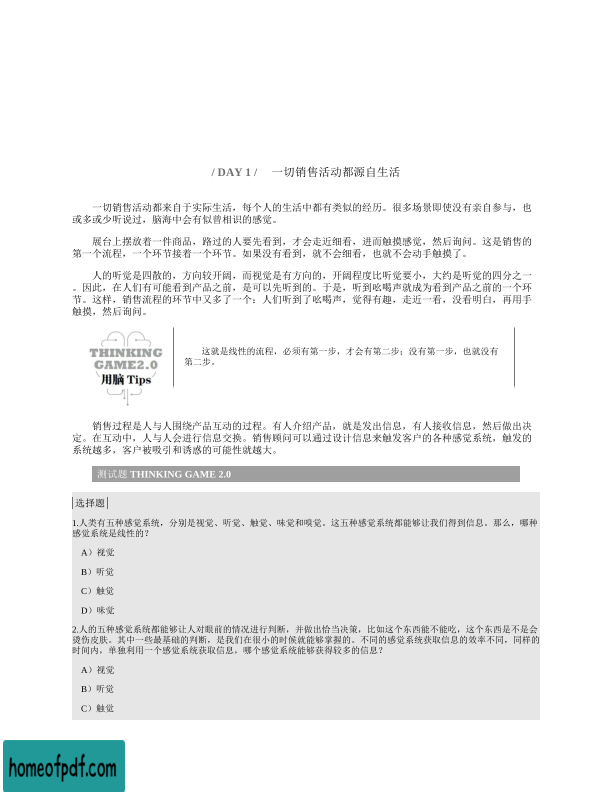 / DAY 1 / 一切销售活动都源自生活
一切销售活动都来自于实际生活，每个人的生活中都有类似的经历。很多场景即使没有亲自参与，也
或多或少听说过，脑海中会有似曾相识的感觉。
展台上摆放着一件商品，路过的人要先看到，才会走近细看，进而触摸感觉，然后询问。这是销售的
第一个流程，一个环节接着一个环节。如果没有看到，就不会细看，也就不会动手触摸了。
人的听觉是四散的，方向较开阔，而视觉是有方向的，开阔程度比听觉要小，大约是听觉的四分之一
。因此，在人们有可能看到产品之前，是可以先听到的。于是，听到吆喝声就成为看到产品之前的一个环
节。这样，销售流程的环节中又多了一个：人们听到了吆喝声，觉得有趣，走近一看，没看明白，再用手
触摸，然后询问。
THINKING
GAME2.0
用脑 Tips
这就是线性的流程，必须有第一步，才会有第二步；没有第一步，也就没有
第二步。
销售过程是人与人围绕产品互动的过程。有人介绍产品，就是发出信息，有人接收信息，然后做出决
定。在互动中，人与人会进行信息交换。销售顾问可以通过设计信息来触发客户的各种感觉系统，触发的
系统越多，客户被吸引和诱惑的可能性就越大。
测试题 THINKING GAME 2.0
选择题
1.人类有五种感觉系统，分别是视觉、听觉、触觉、味觉和嗅觉。这五种感觉系统都能够让我们得到信息。那么，哪种
感觉系统是线性的？
A）视觉
B）听觉
C）触觉
D）味觉
2.人的五种感觉系统都能够让人对眼前的情况进行判断，并做出恰当决策，比如这个东西能不能吃，这个东西是不是会
烫伤皮肤。其中一些最基础的判断，是我们在很小的时候就能够掌握的。不同的感觉系统获取信息的效率不同，同样的
时间内，单独利用一个感觉系统获取信息，哪个感觉系统能够获得较多的信息？
A）视觉
B）听觉
C）触觉
homeofpdf.com